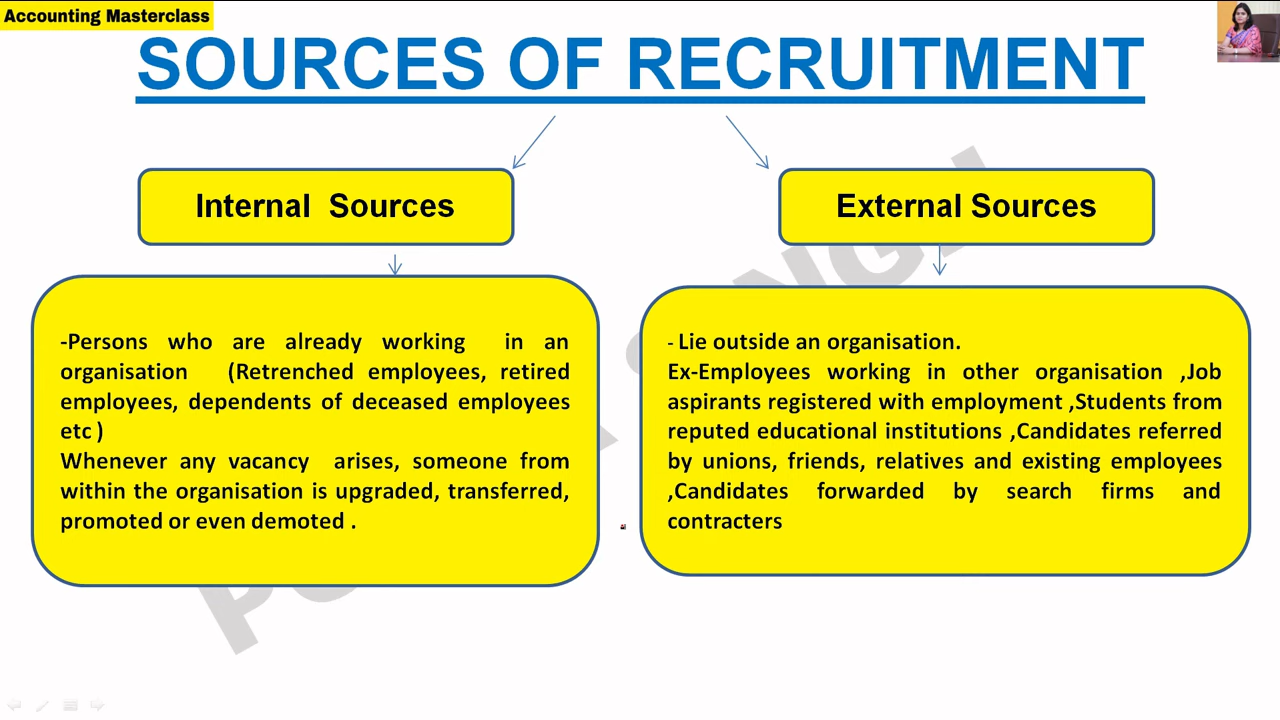 Accounting Masterclass
SOURCES OF RECRUITMENT
Internal Sources
External Sources
-Persons who are already working in an
organisation (Retrenched employees, retired
employees, dependents of deceased employees
etc )
Whenever any vacancy arises, someone from
within the organisation is upgraded, transferred,
promoted or even demoted .
- Lie outside an organisation.
Ex-Employees working in other organisation ,Job
aspirants registered with employment ,Students from
reputed educational institutions ,Candidates referred
by unions, friends, relatives and existing employees
,Candidates forwarded by search firms and
contracters